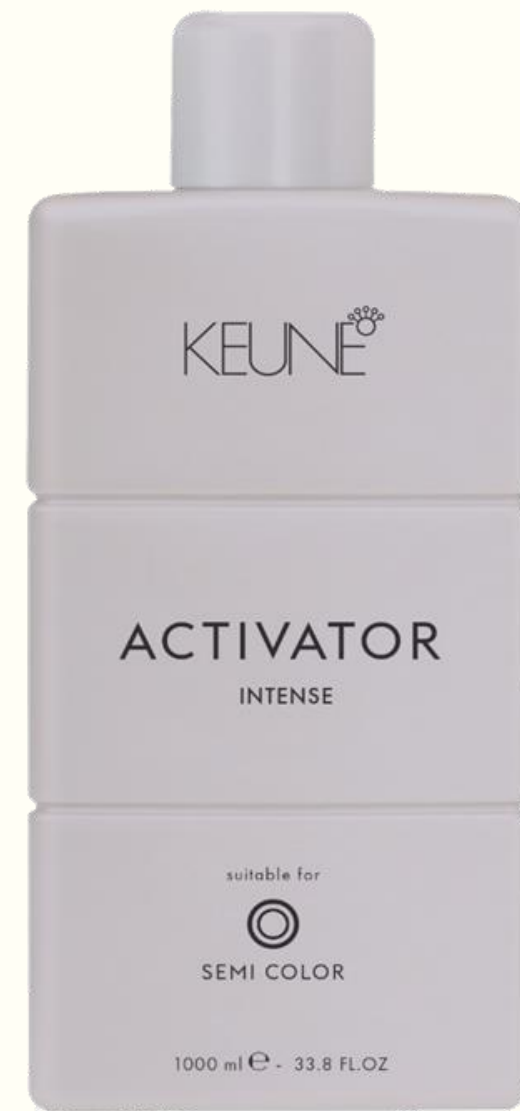 KEUNE
ACTIVATOR
INTENSE
suitable for
SEMI COLOR
1000 ml ℮ - 33.8 FL.OZ